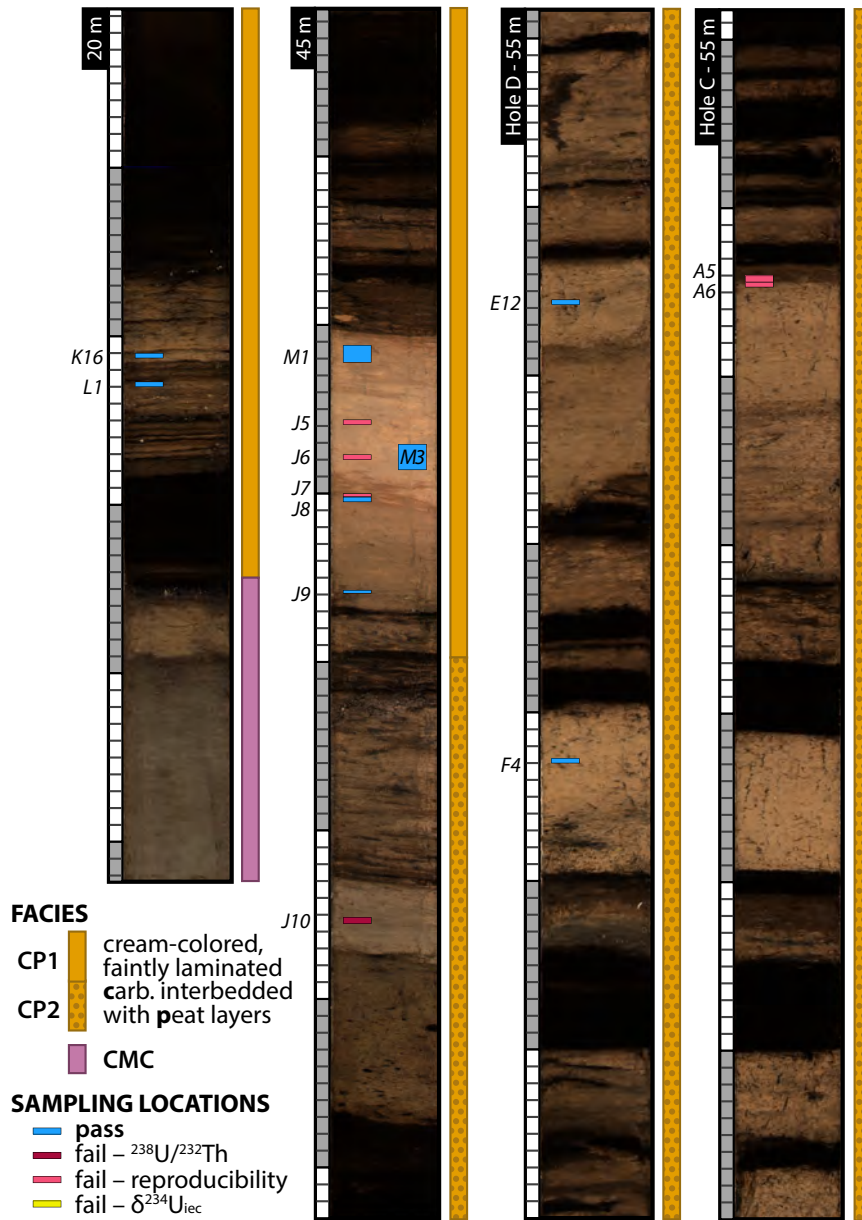 20 m
45 m
Hole D - 55 m
Hole C - 55 m
K16
L1
M1
J5
J6
M3
J7
J8
J9
J10
E12
F4
A5
A6
FACIES
CP1
cream-colored,
faintly laminated
CP2
carb. interbedded
with peat layers
CMC
SAMPLING LOCATIONS
pass
fail – ²³⁸U/²³²Th
fail – reproducibility
fail – δ²³⁴Uiec